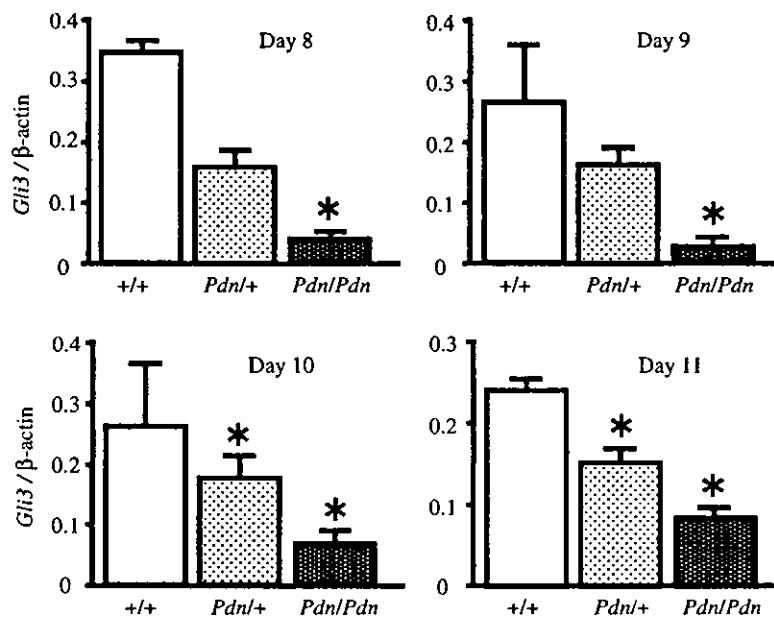 Day 8
0.4
0.3
0.2
0.1
0
Gli3 / β-actin
*
+/+ Pdn/+ Pdn/Pdn
Day 9
0.4
0.3
0.2
0.1
0
*
+/+ Pdn/+ Pdn/Pdn
Day 10
0.4
0.3
0.2
0.1
0
Gli3 / β-actin
* *
+/+ Pdn/+ Pdn/Pdn
Day 11
0.3
0.2
0.1
0
* *
+/+ Pdn/+ Pdn/Pdn